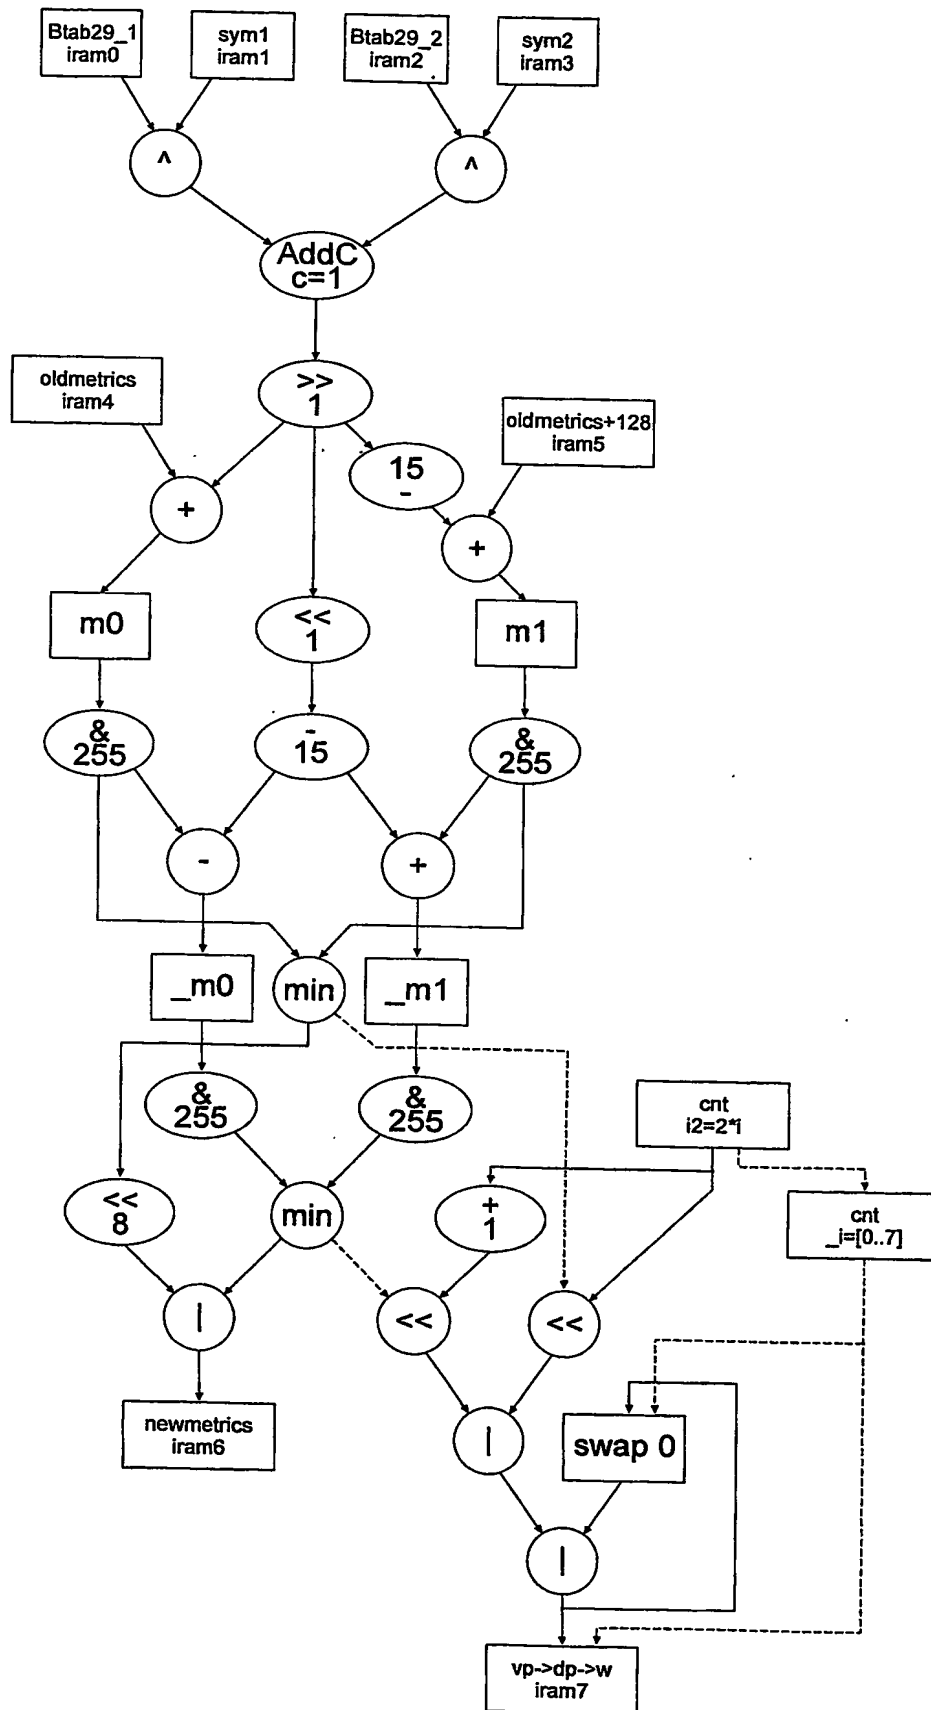 Btab29_1
iram0
sym1
iram1
Btab29_2
iram2
sym2
iram3
^
^
AddC
c=1
>>
1
oldmetrics
iram4
oldmetrics+128
iram5
15
-
+
+
m0
<<
1
m1
&
255
-
15
&
255
-
+
_m0
min
_m1
&
255
&
255
cnt
i2=2*i
<<
8
min
+
1
cnt
_i=[0..7]
|
<<
<<
newmetrics
iram6
|
swap 0
|
vp->dp->w
iram7